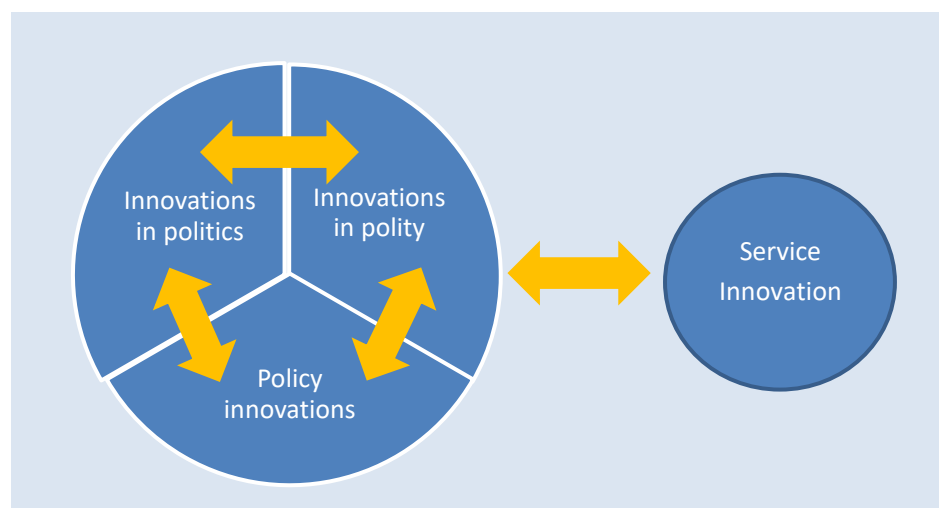 Innovations
in politics
Innovations
in polity
Policy
innovations
Service
Innovation